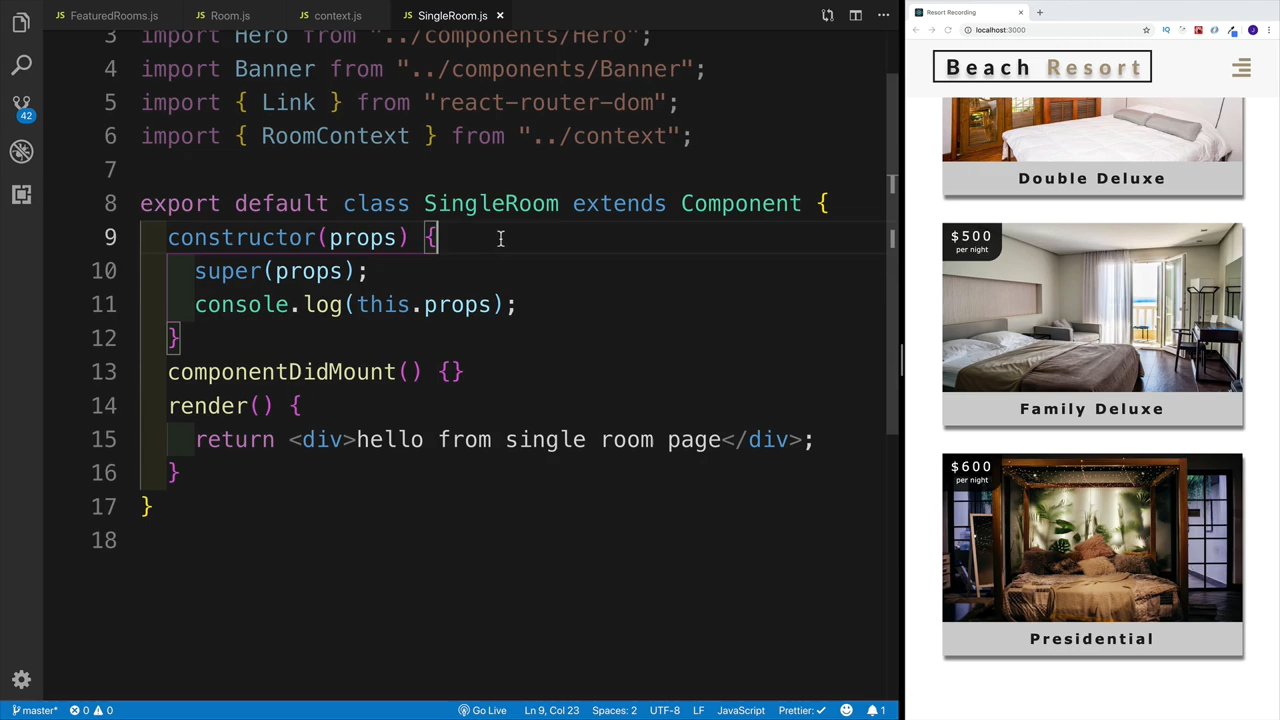 FeaturedRooms.js
Room.js
context.js
SingleRoom.js
3 import Hero from "../components/Hero";
4 import Banner from "../components/Banner";
5 import { Link } from "react-router-dom";
6 import { RoomContext } from "../context";
7
8 export default class SingleRoom extends Component {
9 constructor(props) {
10 super(props);
11 console.log(this.props);
12 }
13 componentDidMount() {}
14 render() {
15 return <div>hello from single room page</div>;
16 }
17 }
18
42
master*
0
0
Go Live
Ln 9, Col 23
Spaces: 2
UTF-8
LF
JavaScript
Prettier: ✓
1
Resort Recording
localhost:3000
IQ
J
Beach Resort
Double Deluxe
$500
per night
Family Deluxe
$600
per night
Presidential